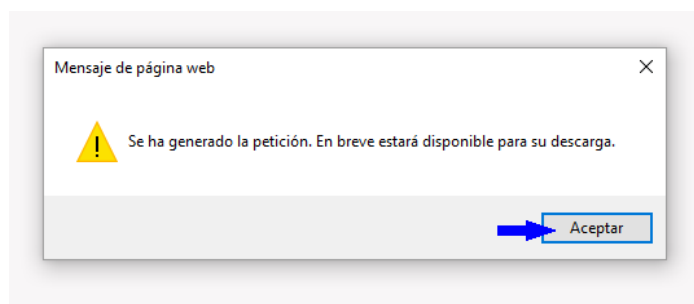 Mensaje de página web
Se ha generado la petición. En breve estará disponible para su descarga.
Aceptar